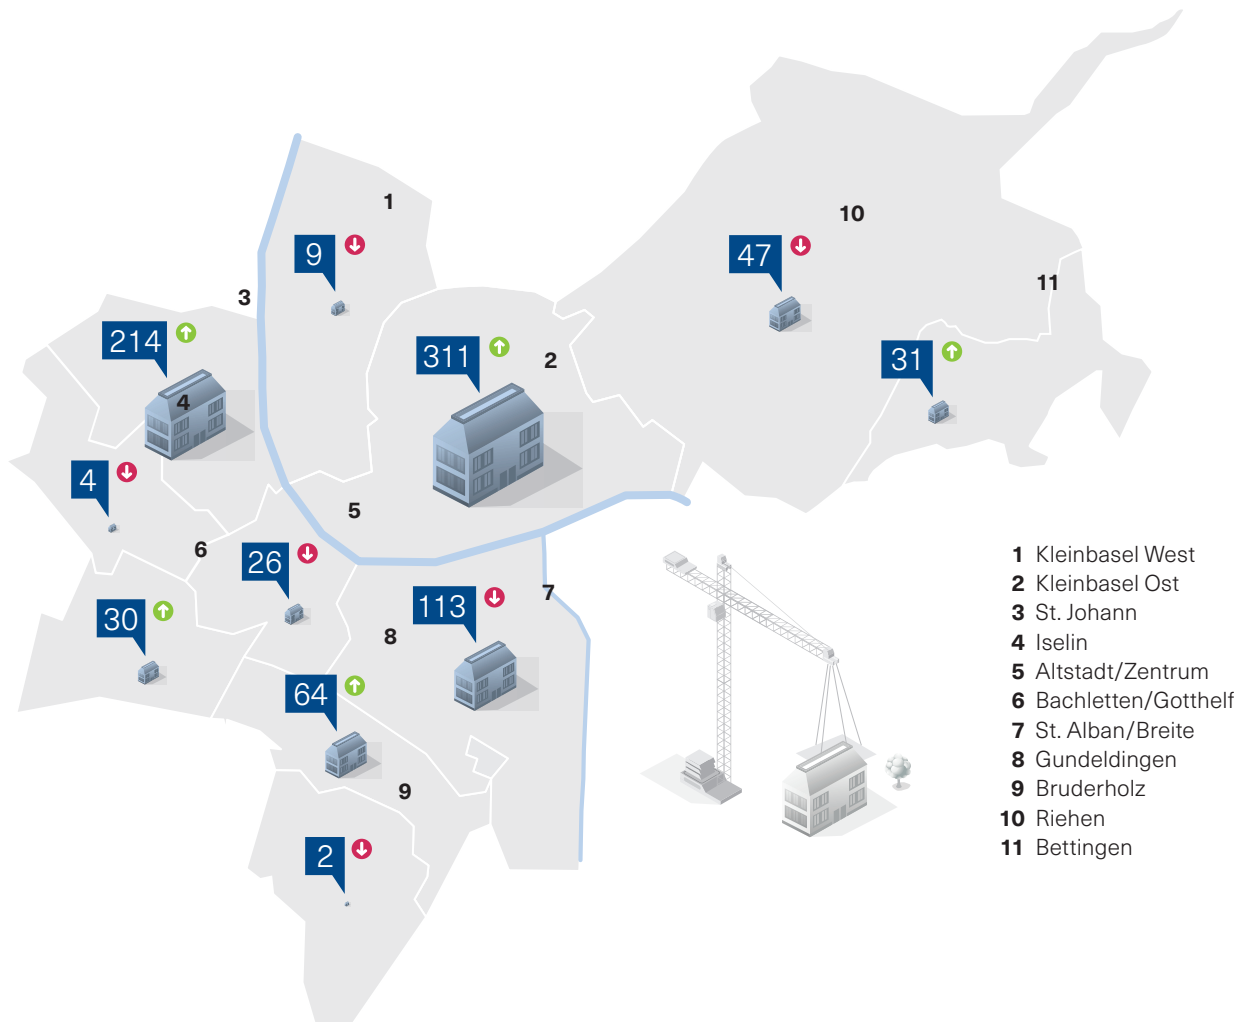 1
10
9
47
11
3
214
311
2
31
4
4
5
6
26
113
7
30
8
64
9
2
1 Kleinbasel West
2 Kleinbasel Ost
3 St. Johann
4 Iselin
5 Altstadt/Zentrum
6 Bachletten/Gotthelf
7 St. Alban/Breite
8 Gundeldingen
9 Bruderholz
10 Riehen
11 Bettingen